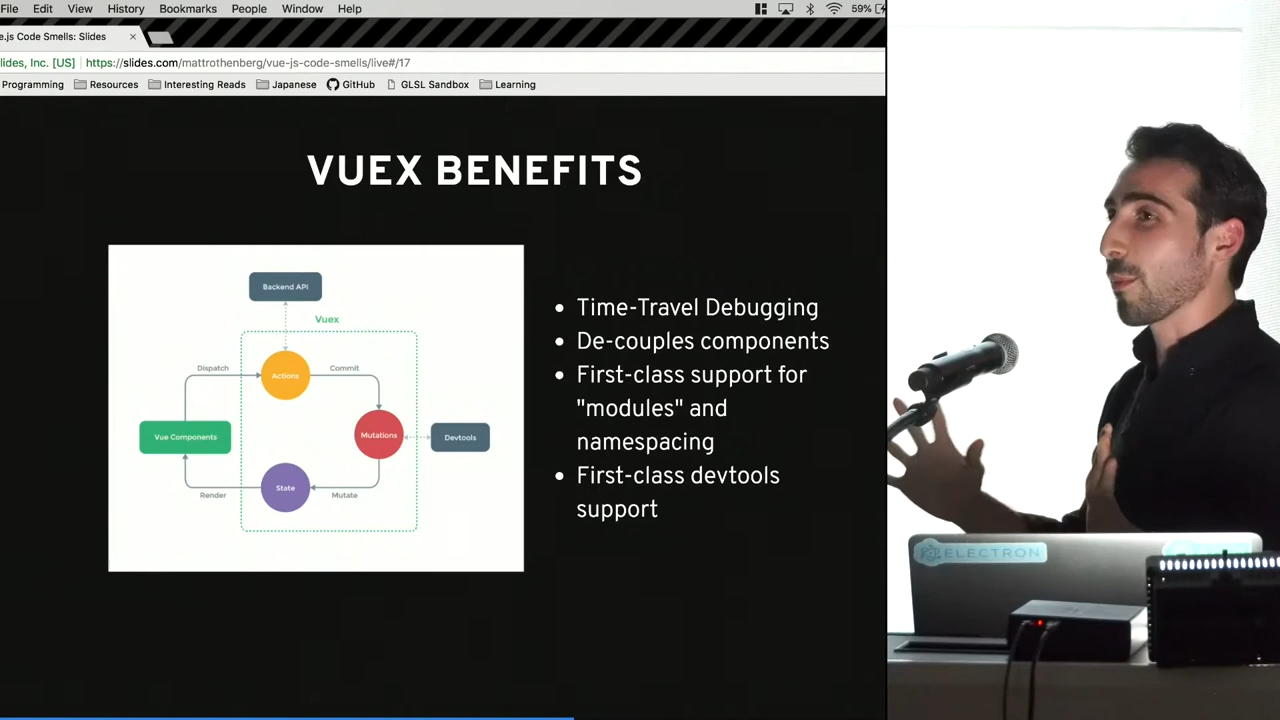 File Edit View History Bookmarks People Window Help 59%
e.js Code Smells: Slides
lides, Inc. [US] https://slides.com/mattrothenberg/vue-js-code-smells/live#/17
Programming Resources Interesting Reads Japanese GitHub GLSL Sandbox Learning
VUEX BENEFITS
Backend API
Vuex
Dispatch
Actions
Commit
Vue Components
Mutations
Devtools
Render
State
Mutate
Time-Travel Debugging
De-couples components
First-class support for
"modules" and
namespacing
First-class devtools
support
ELECTRON